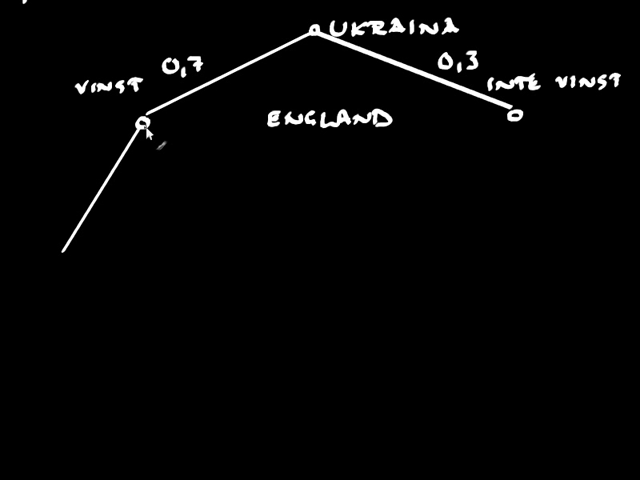 UKRAINA
0,7
0,3
VINST
INTE VINST
ENGLAND